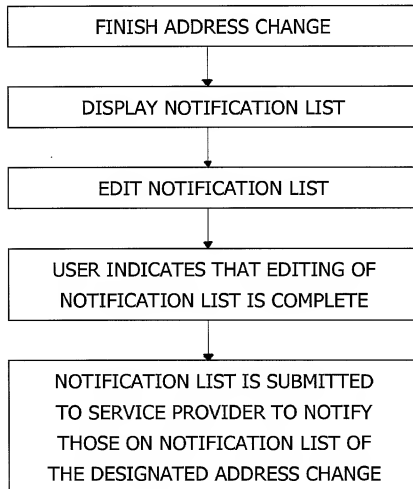 FINISH ADDRESS CHANGE
DISPLAY NOTIFICATION LIST
EDIT NOTIFICATION LIST
USER INDICATES THAT EDITING OF
NOTIFICATION LIST IS COMPLETE
NOTIFICATION LIST IS SUBMITTED
TO SERVICE PROVIDER TO NOTIFY
THOSE ON NOTIFICATION LIST OF
THE DESIGNATED ADDRESS CHANGE